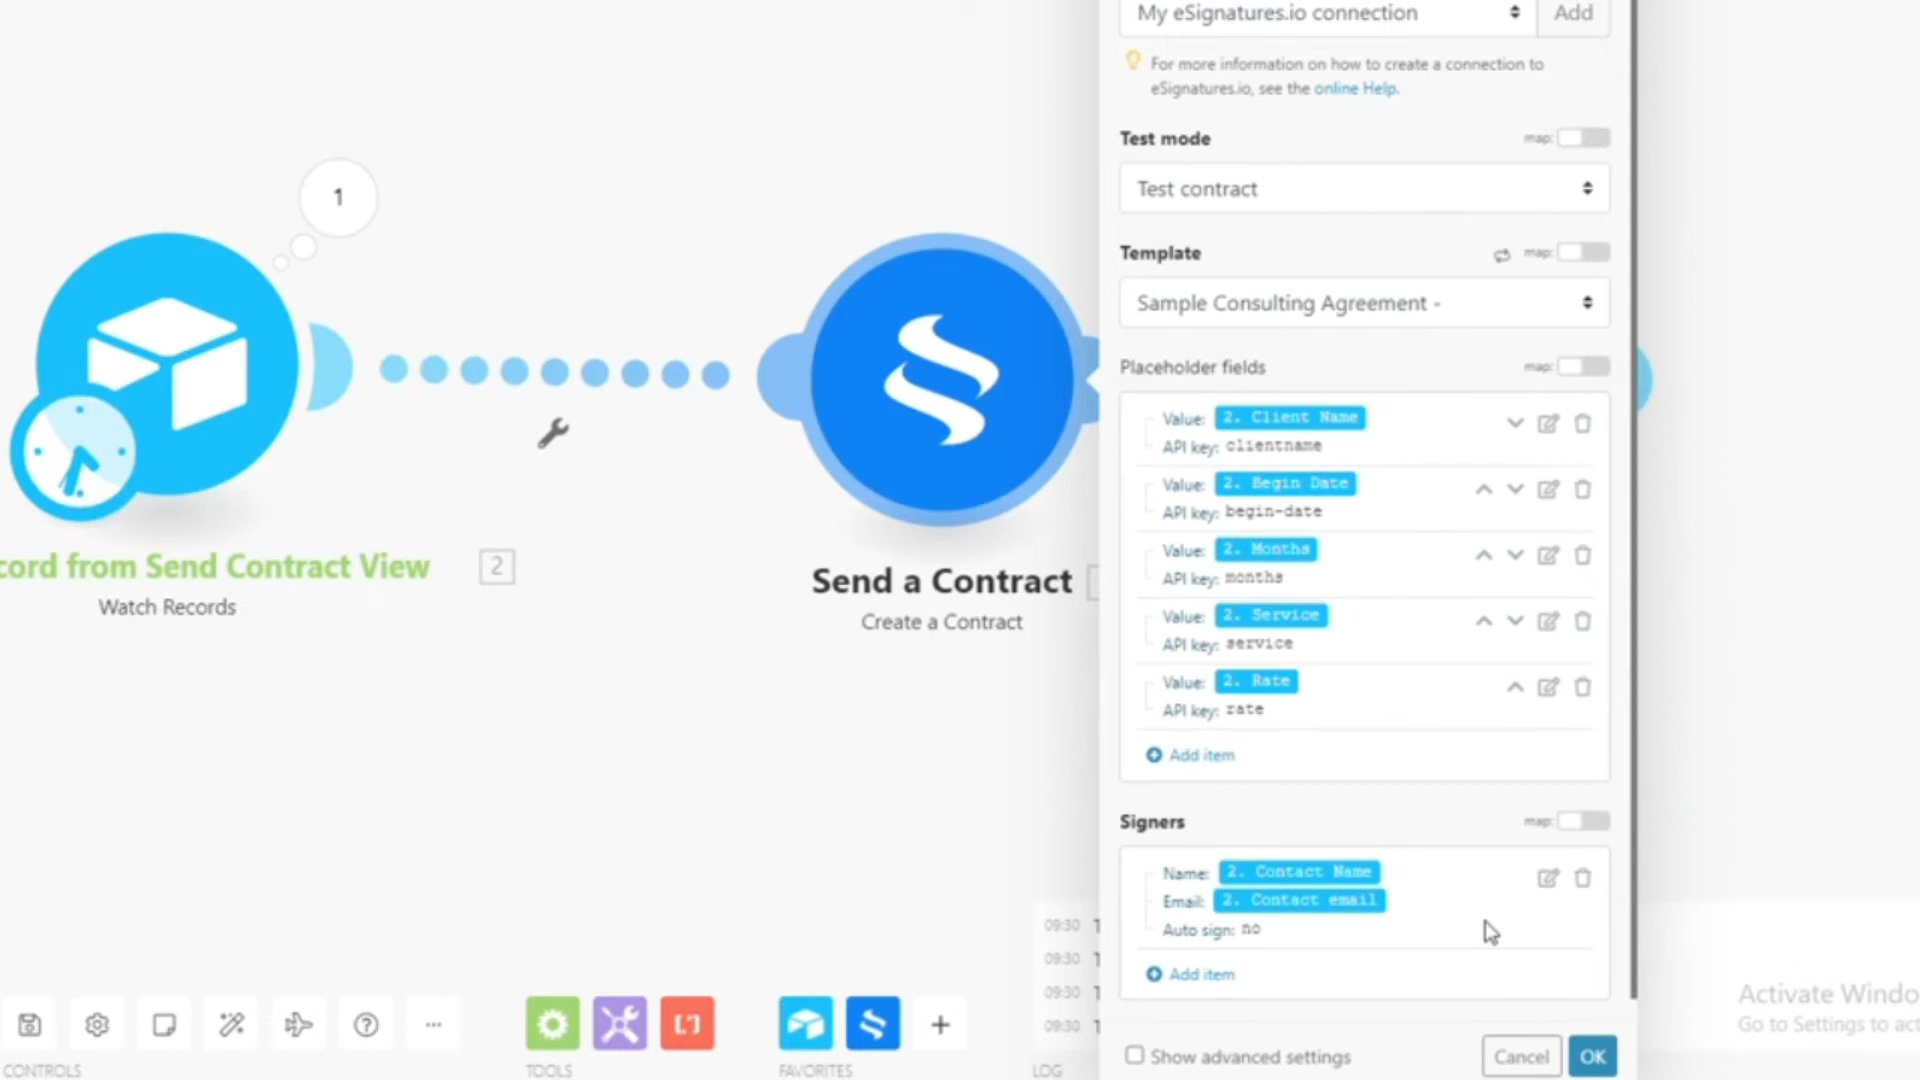 My eSignatures.io connection
Add
For more information on how to create a connection to
eSignatures.io, see the online Help.
Test mode
map:
Test contract
Template
map:
Sample Consulting Agreement -
Placeholder fields
map:
Value: 2. Client Name
API key: clientname
Value: 2. Begin Date
API key: begin-date
Value: 2. Months
API key: months
Value: 2. Service
API key: service
Value: 2. Rate
API key: rate
Add item
Signers
map:
Name: 2. Contact Name
Email: 2. Contact email
Auto sign: no
Add item
Show advanced settings
Cancel
OK
1
cord from Send Contract View
2
Watch Records
Send a Contract
Create a Contract
09:30 T
09:30 T
09:30 T
09:30 T
CONTROLS
TOOLS
FAVORITES
LOG
Activate Windo
Go to Settings to act